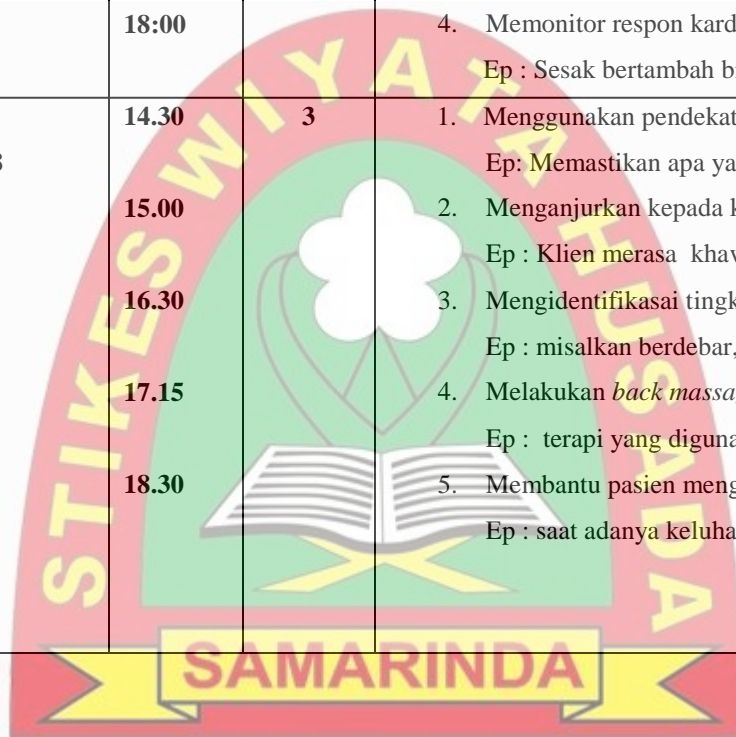 18:00
4. Memonitor respon kard
Ep : Sesak bertambah b
14.30 3 1. Menggunakan pendekat
Ep: Memastikan apa ya
15.00 2. Menganjurkan kepada k
Ep : Klien merasa khaw
16.30 3. Mengidentifikasai tingk
Ep : misalkan berdebar,
17.15 4. Melakukan back massa
Ep : terapi yang diguna
18.30 5. Membantu pasien meng
Ep : saat adanya keluha
STIKES WIYATA HUSADA
SAMARINDA